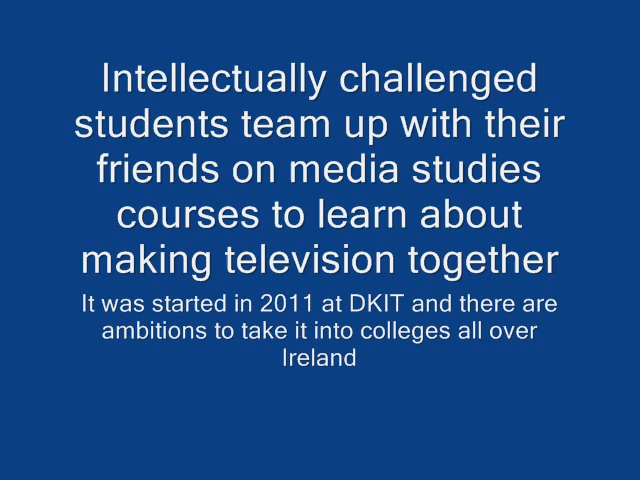 Intellectually challenged
students team up with their
friends on media studies
courses to learn about
making television together
It was started in 2011 at DKIT and there are
ambitions to take it into colleges all over
Ireland